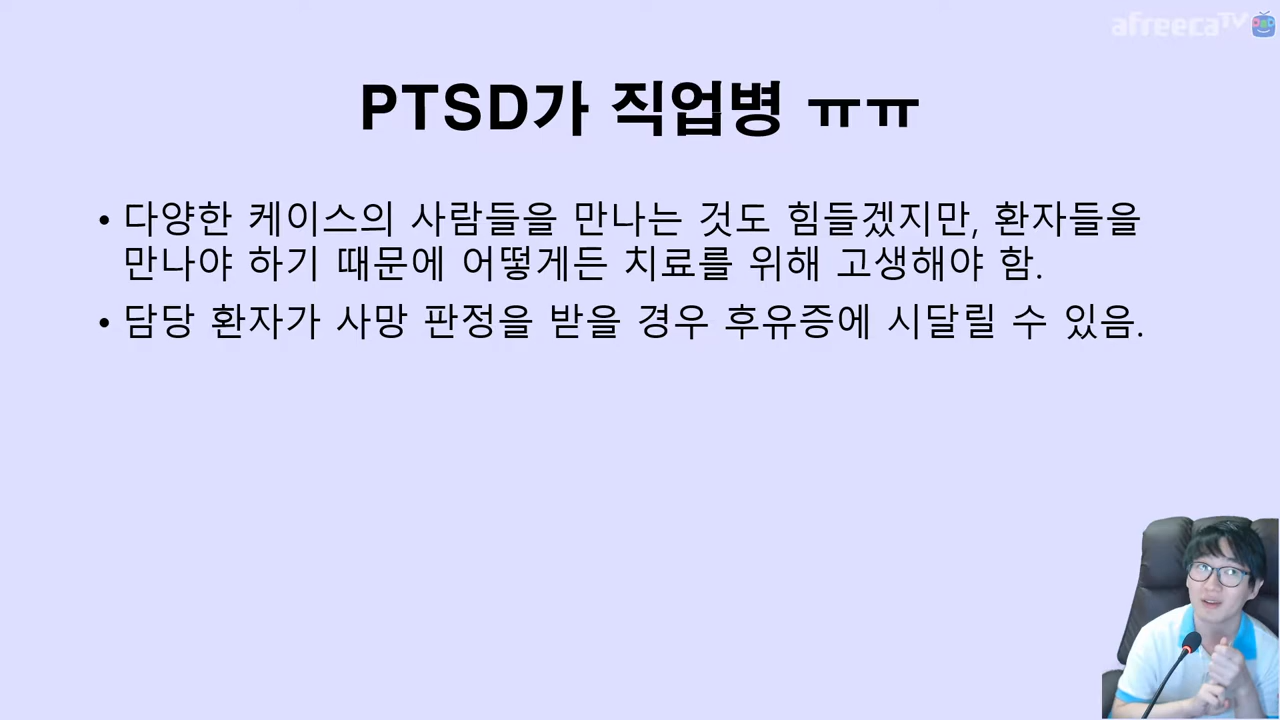 afreecaTV
PTSD가 직업병 ㅠㅠ
• 다양한 케이스의 사람들을 만나는 것도 힘들겠지만, 환자들을
만나야 하기 때문에 어떻게든 치료를 위해 고생해야 함.
• 담당 환자가 사망 판정을 받을 경우 후유증에 시달릴 수 있음.